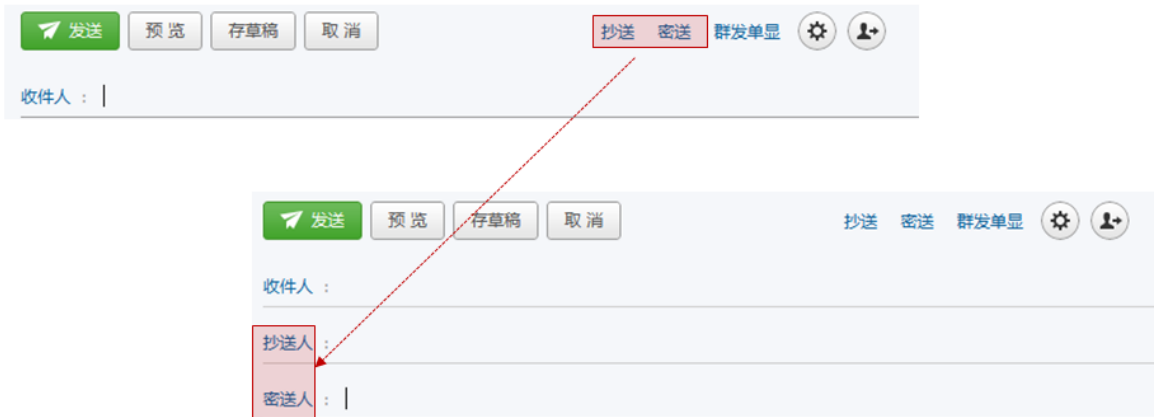 发送 预 览 存草稿 取 消 抄送 密送 群发单显
收件人 ：
发送 预 览 存草稿 取 消 抄送 密送 群发单显
收件人 ：
抄送人 ：
密送人 ：